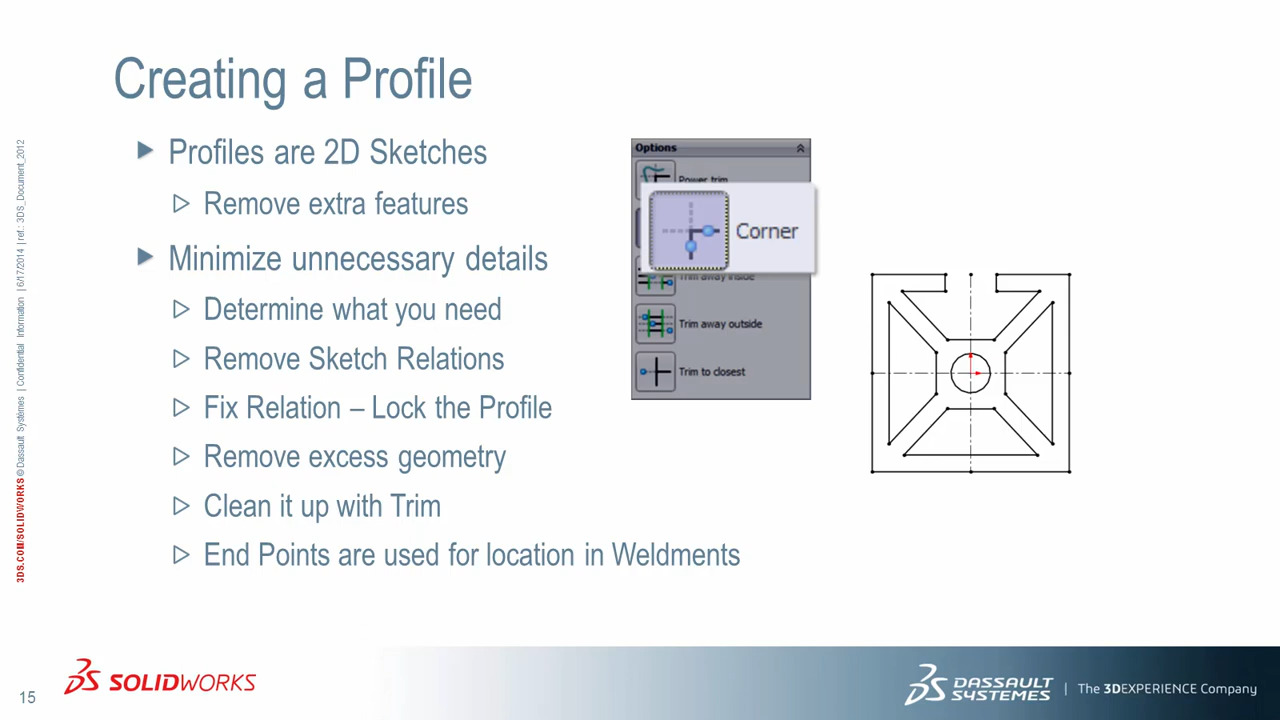 Creating a Profile
Profiles are 2D Sketches
Remove extra features
Minimize unnecessary details
Determine what you need
Remove Sketch Relations
Fix Relation – Lock the Profile
Remove excess geometry
Clean it up with Trim
End Points are used for location in Weldments
Options
Power trim
Corner
Trim away inside
Trim away outside
Trim to closest
3DS.COM/SOLIDWORKS © Dassault Systèmes | Confidential Information | 6/17/2014 | ref.: 3DS_Document_2012
15
SOLIDWORKS
DASSAULT
SYSTEMES
The 3DEXPERIENCE Company